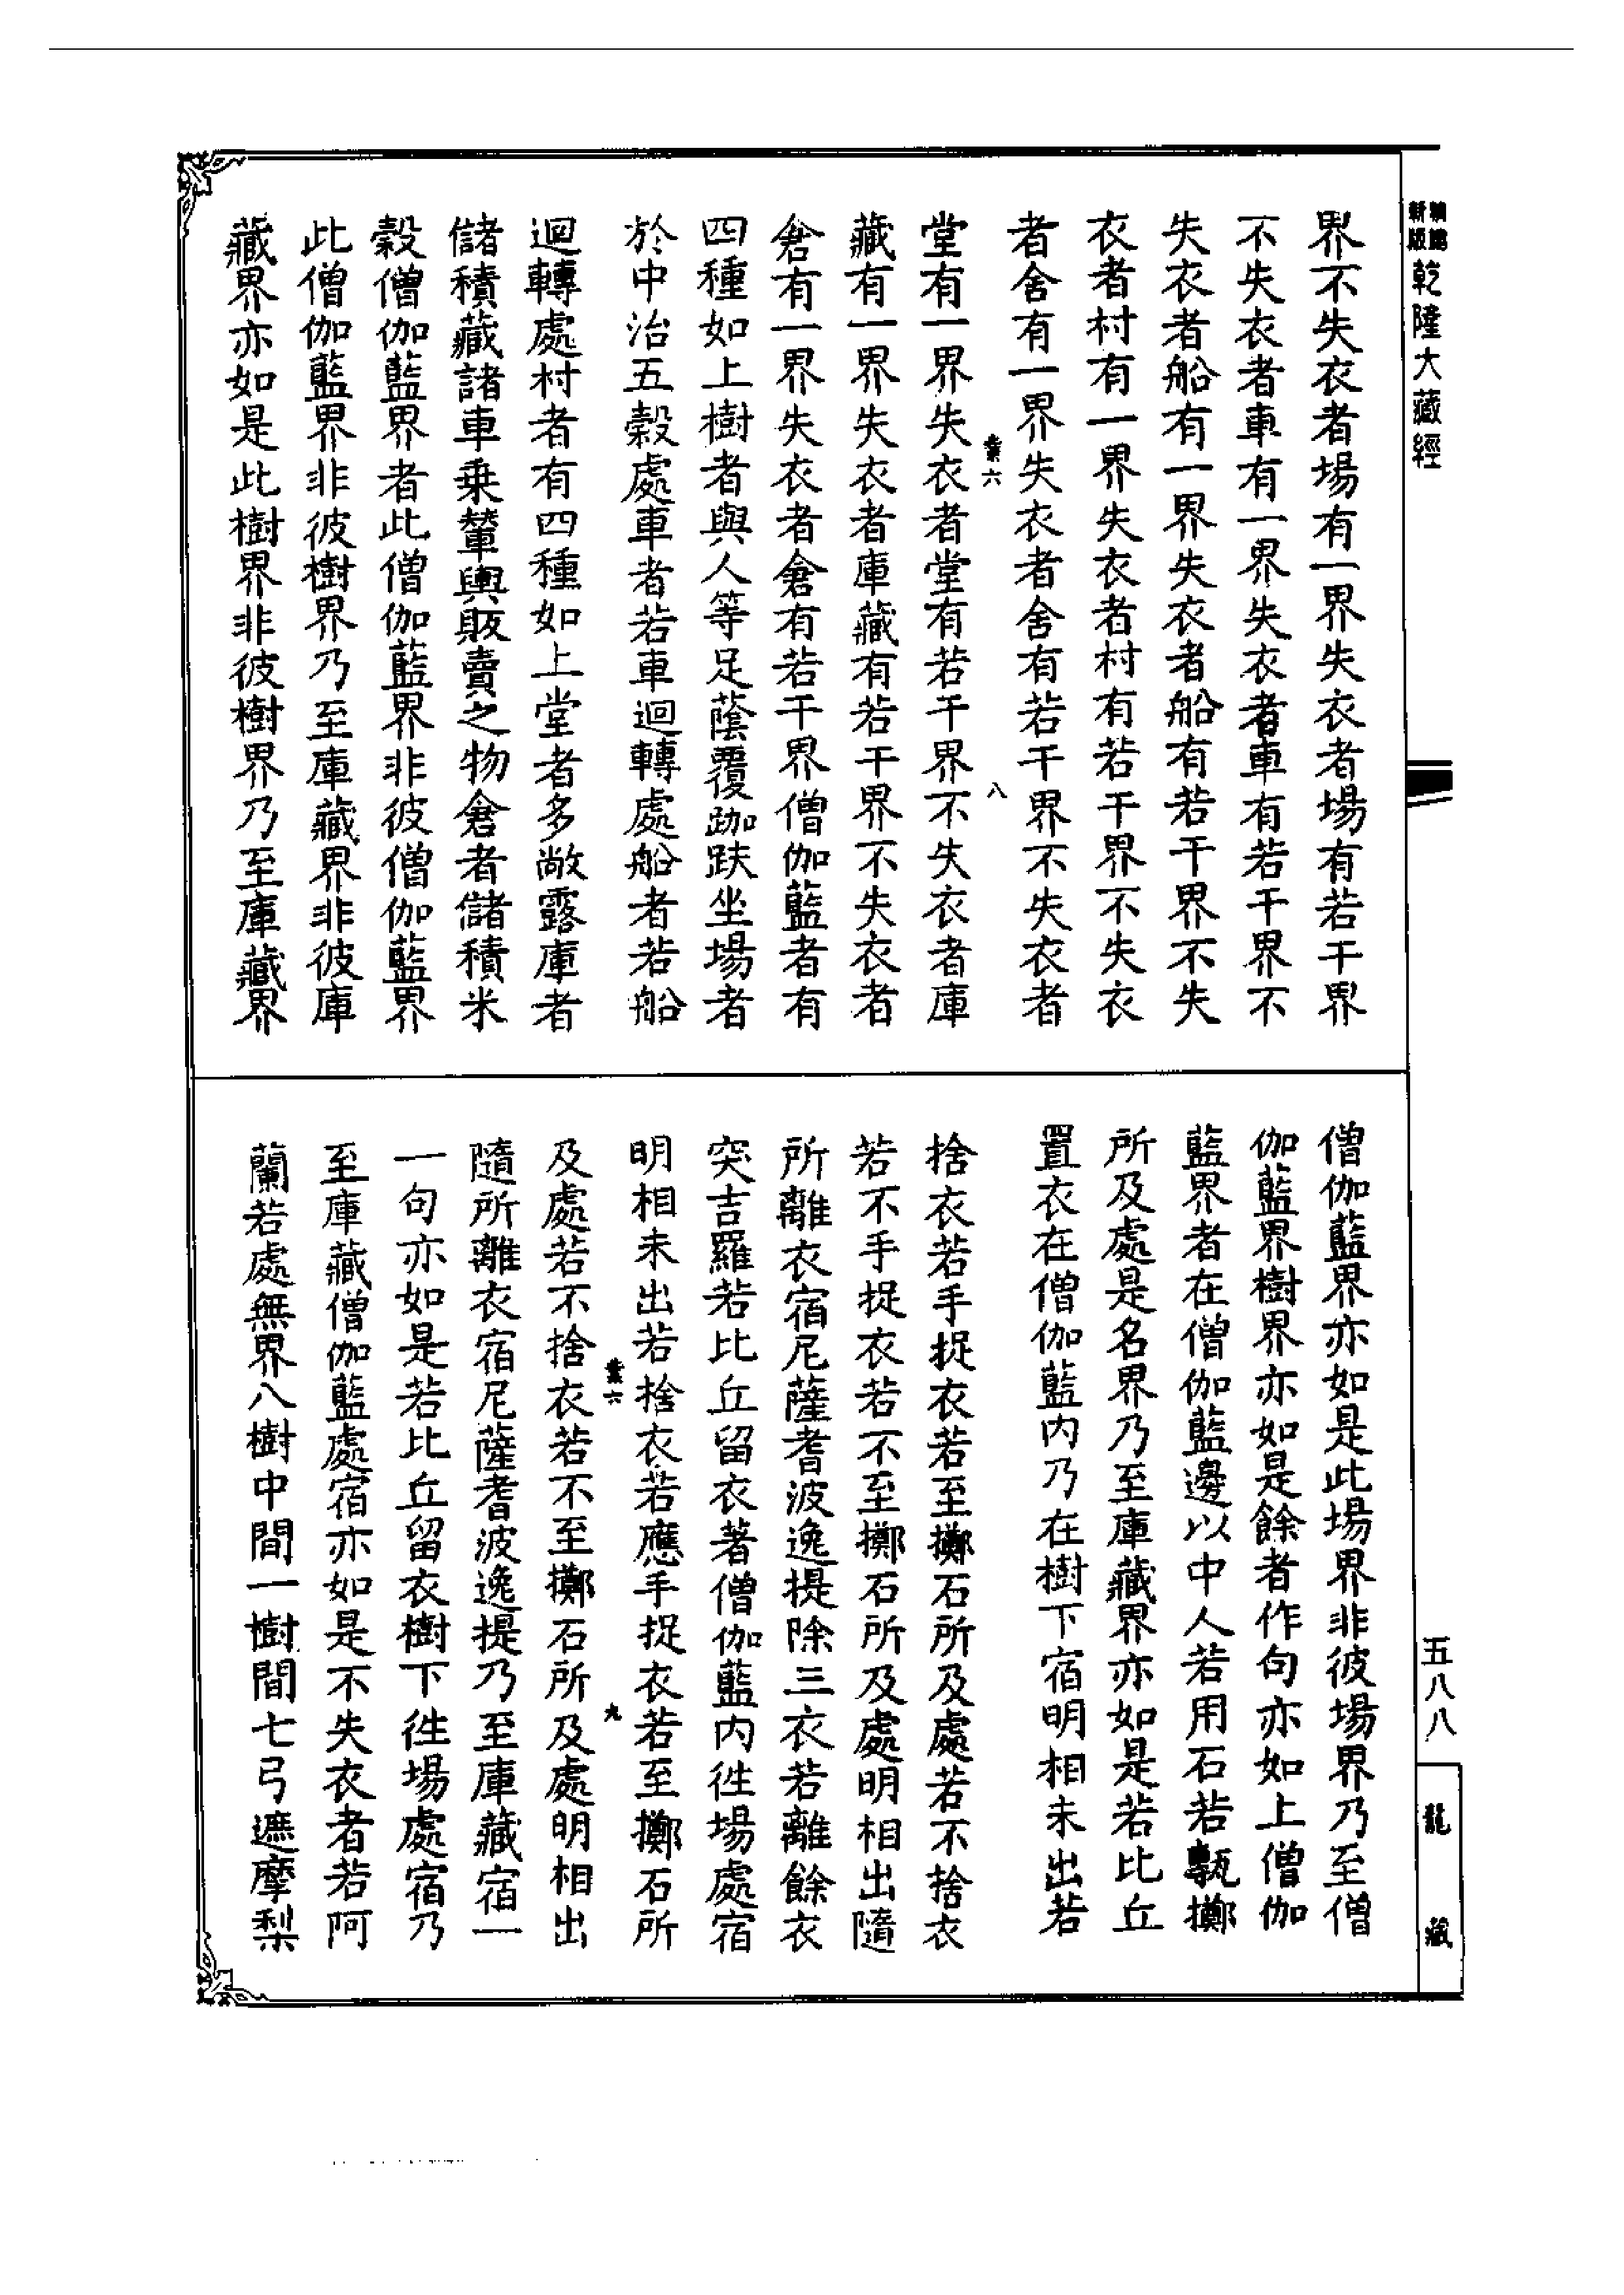 新版
乾隆大藏經
界不失衣者場有一界失衣者場有若干界
不失衣者車有一界失衣者車有若干界不
失衣者船有一界失衣者船有若干界不失
衣者村有一界失衣者村有若干界不失衣
者舍有一界失衣者舍有若干界不失衣者
業六
八
堂有一界失衣者堂有若干界不失衣者庫
藏有一界失衣者庫藏有若干界不失衣者
倉有一界失衣者倉有若干界僧伽藍者有
四種如上樹者與人等足蔭覆跏趺坐場者
於中治五穀處車者若車迴轉處船者若船
迴轉處村者有四種如上堂者多敞露庫者
儲積藏諸車乗輦輿販賣之物倉者儲積米
穀僧伽藍界者此僧伽藍界非彼僧伽藍界
此僧伽藍界非彼樹界乃至庫藏界非彼庫
藏界亦如是此樹界非彼樹界乃至庫藏界
僧伽藍界亦如是此場界非彼場界乃至僧
伽藍界樹界亦如是餘者作句亦如上僧伽
藍界者在僧伽藍邊以中人若用石若甎擲
所及處是名界乃至庫藏界亦如是若比丘
置衣在僧伽藍内乃在樹下宿明相未出若
捨衣若手捉衣若至擲石所及處若不捨衣
若不手捉衣若不至擲石所及處明相出隨
所離衣宿尼薩耆波逸提除三衣若離餘衣
突吉羅若比丘留衣著僧伽藍内徃場處宿
明相未出若捨衣若應手捉衣若至擲石所
業六
九
及處若不捨衣若不至擲石所及處明相出
隨所離衣宿尼薩耆波逸提乃至庫藏宿一
一句亦如是若比丘留衣樹下徃場處宿乃
至庫藏僧伽藍處宿亦如是不失衣者若阿
蘭若處無界八樹中間一樹間七弓遮摩梨
五八八
龍藏